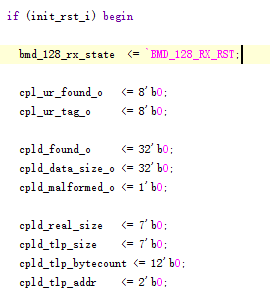 if (init_rst_i) begin
bmd_128_rx_state <= `BMD_128_RX_RST;
cpl_ur_found_o <= 8'b0;
cpl_ur_tag_o <= 8'b0;
cpld_found_o <= 32'b0;
cpld_data_size_o <= 32'b0;
cpld_malformed_o <= 1'b0;
cpld_real_size <= 7'b0;
cpld_tlp_size <= 7'b0;
cpld_tlp_bytecount <= 12'b0;
cpld_tlp_addr <= 2'b0;